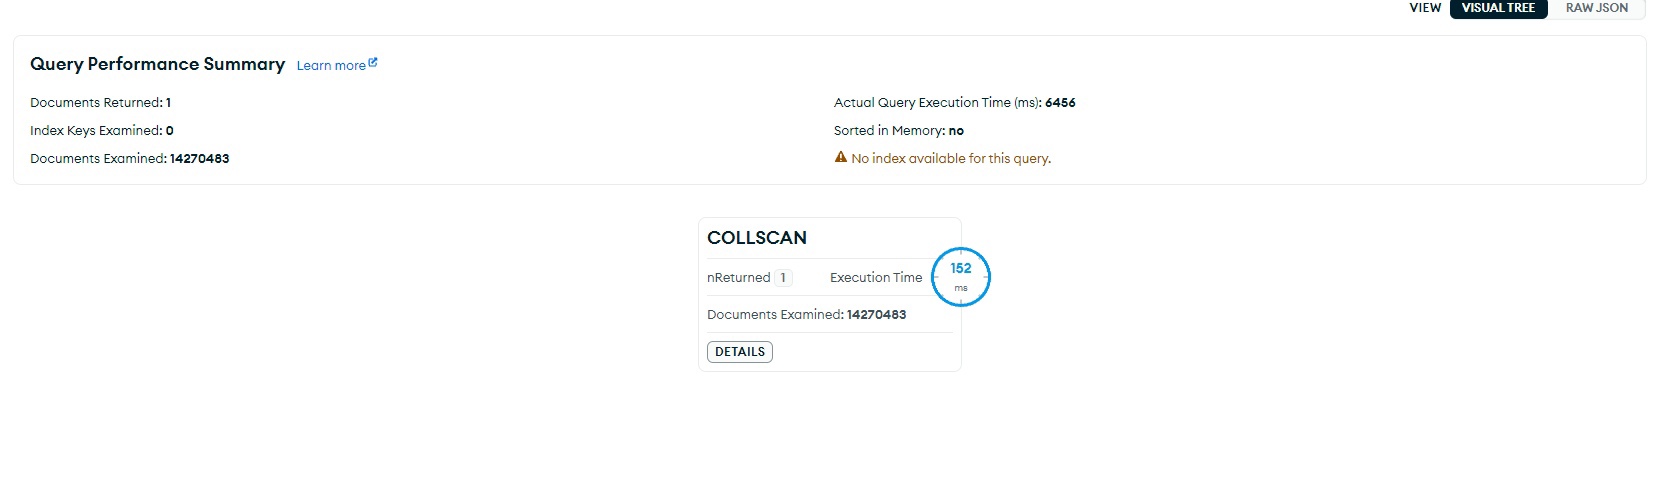 VIEW VISUAL TREE RAW JSON
Query Performance Summary Learn more
Documents Returned: 1
Index Keys Examined: 0
Documents Examined: 14270483
Actual Query Execution Time (ms): 6456
Sorted in Memory: no
No index available for this query.
COLLSCAN
nReturned 1 Execution Time 152 ms
Documents Examined: 14270483
DETAILS